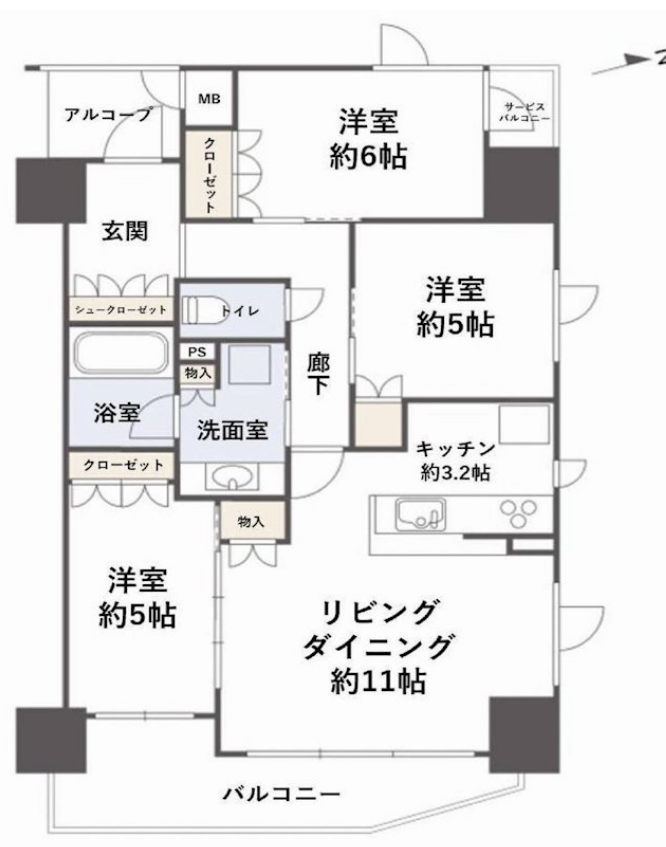 アルコーブ
MB
クローゼット
洋室
約6帖
サービス
バルコニー
玄関
シュークローゼット
トイレ
洋室
約5帖
廊下
PS
物入
浴室
洗面室
クローゼット
キッチン
約3.2帖
物入
洋室
約5帖
リビング
ダイニング
約11帖
バルコニー